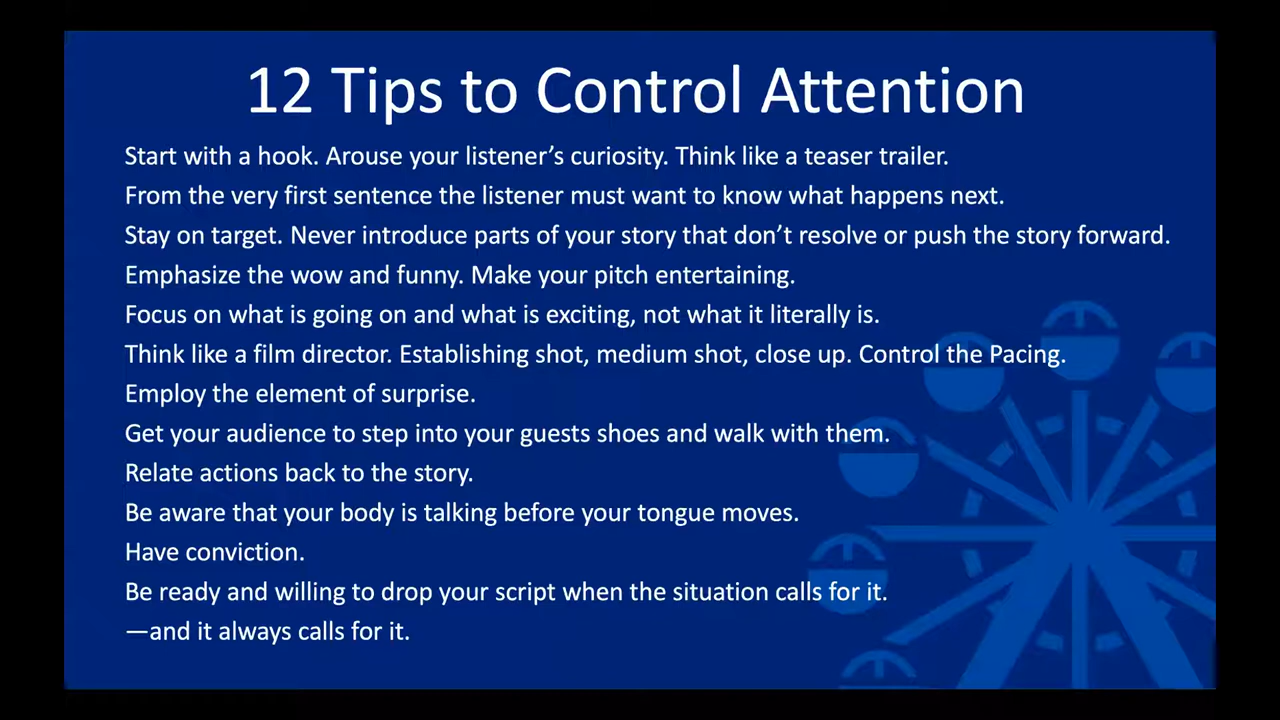 12 Tips to Control Attention
Start with a hook. Arouse your listener’s curiosity. Think like a teaser trailer.
From the very first sentence the listener must want to know what happens next.
Stay on target. Never introduce parts of your story that don’t resolve or push the story forward.
Emphasize the wow and funny. Make your pitch entertaining.
Focus on what is going on and what is exciting, not what it literally is.
Think like a film director. Establishing shot, medium shot, close up. Control the Pacing.
Employ the element of surprise.
Get your audience to step into your guests shoes and walk with them.
Relate actions back to the story.
Be aware that your body is talking before your tongue moves.
Have conviction.
Be ready and willing to drop your script when the situation calls for it.
—and it always calls for it.